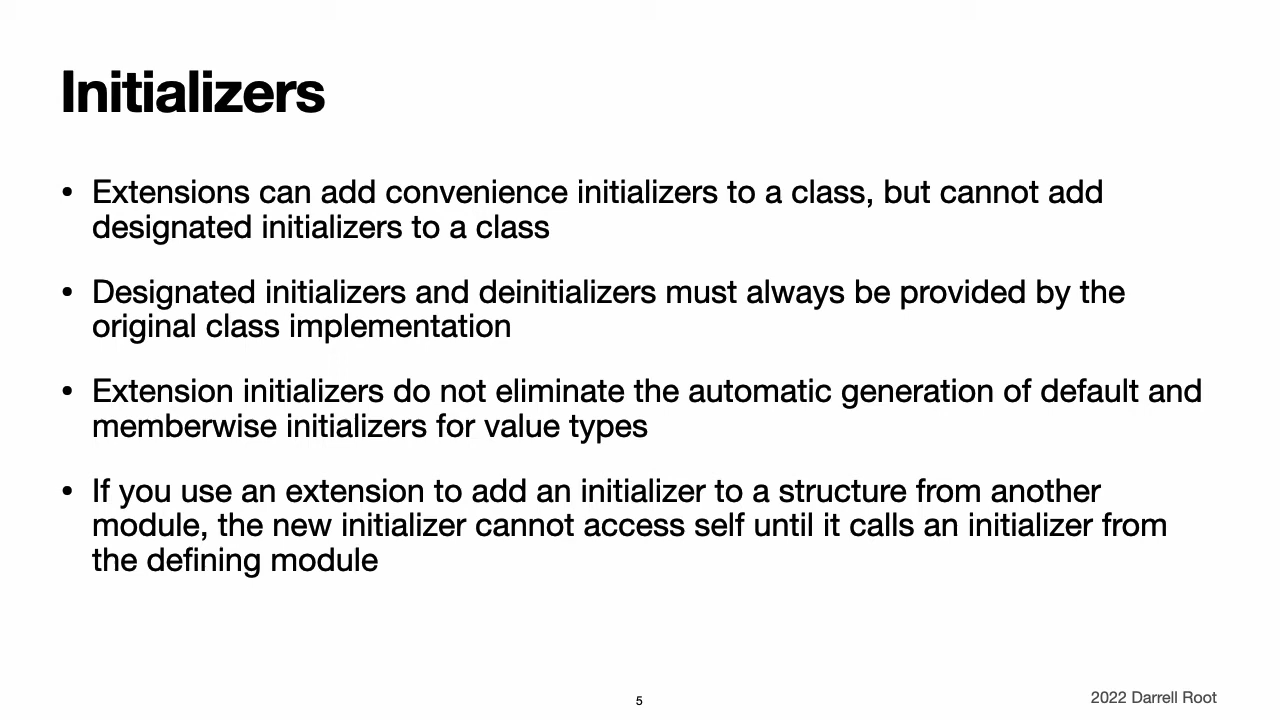 Initializers
• Extensions can add convenience initializers to a class, but cannot add
designated initializers to a class
• Designated initializers and deinitializers must always be provided by the
original class implementation
• Extension initializers do not eliminate the automatic generation of default and
memberwise initializers for value types
• If you use an extension to add an initializer to a structure from another
module, the new initializer cannot access self until it calls an initializer from
the defining module
5
2022 Darrell Root